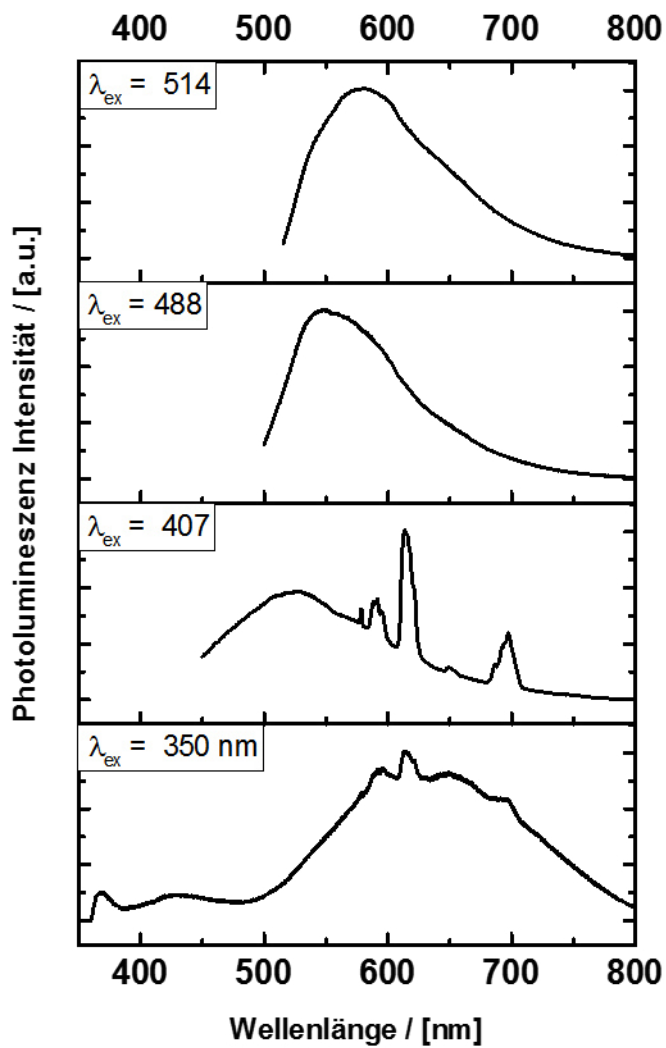 400 500 600 700 800
λex = 514
λex = 488
λex = 407
λex = 350 nm
Photolumineszenz Intensität / [a.u.]
400 500 600 700 800
Wellenlänge / [nm]